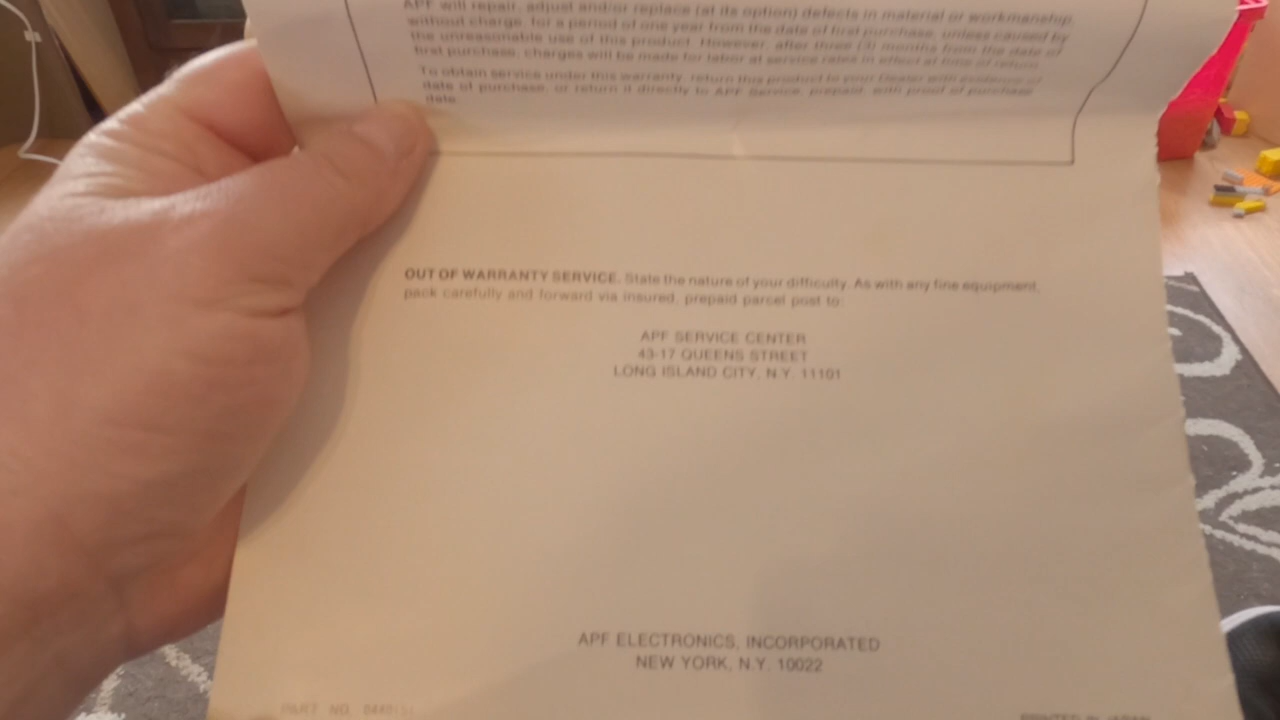 APF will repair, adjust and/or replace (at its option) defects in material or workmanship,
without charge, for a period of one year from the date of first purchase, unless caused by
the unreasonable use of this product. However, after three (3) months from the date of
first purchase, charges will be made for labor at service rates in effect at time of return.
To obtain service under this warranty, return this product to your Dealer with evidence of
date of purchase, or return it directly to APF Service, prepaid, with proof of purchase
date.
OUT OF WARRANTY SERVICE. State the nature of your difficulty. As with any fine equipment,
pack carefully and forward via insured, prepaid parcel post to:
APF SERVICE CENTER
43-17 QUEENS STREET
LONG ISLAND CITY, N.Y. 11101
APF ELECTRONICS, INCORPORATED
NEW YORK, N.Y. 10022
PART NO.
PRINTED IN JAPAN